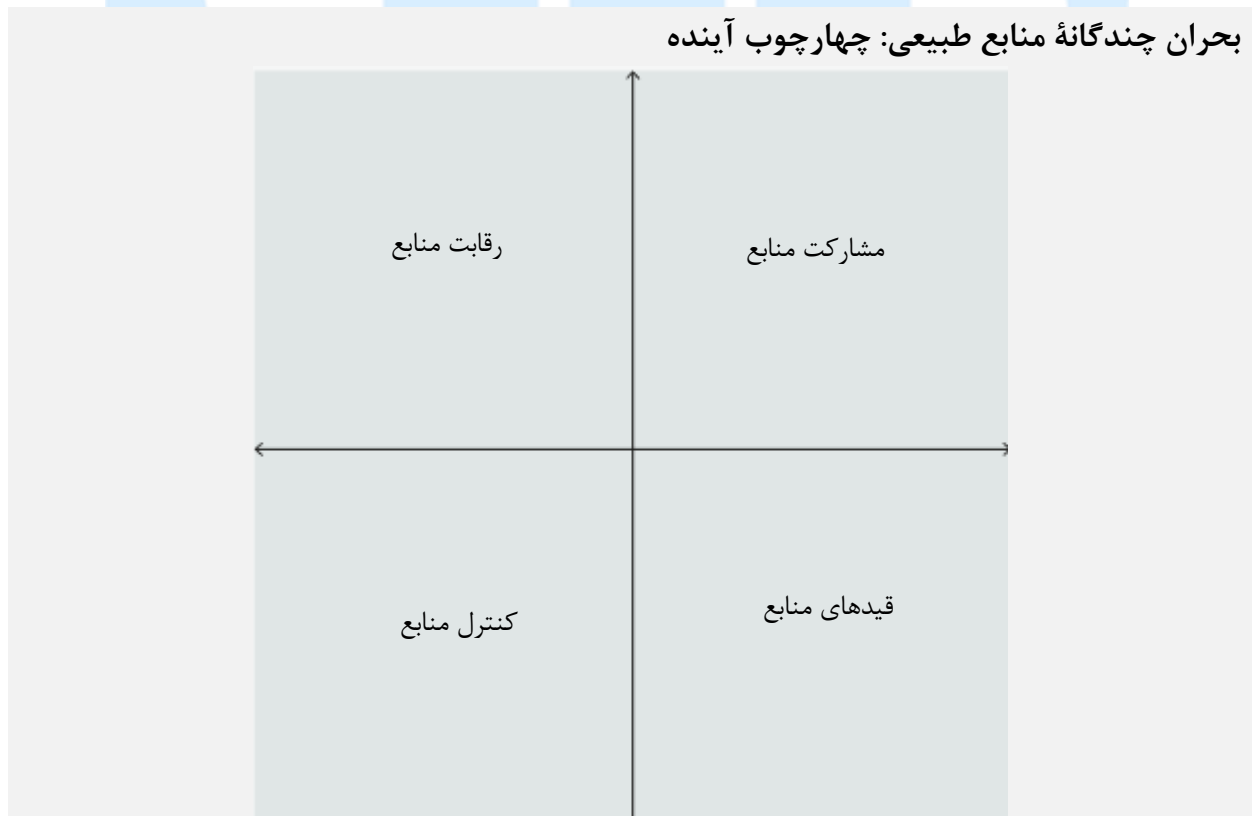 بحران چندگانهٔ منابع طبیعی: چهارچوب آینده
مشارکت منابع
رقابت منابع
قیدهای منابع
کنترل منابع